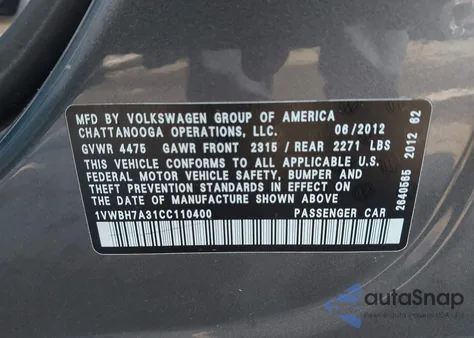 MFD BY VOLKSWAGEN GROUP OF AMERICA
CHATTANOOGA OPERATIONS, LLC. 06/2012
GVWR 4475 GAWR FRONT 2315 / REAR 2271 LBS
THIS VEHICLE CONFORMS TO ALL APPLICABLE U.S.
FEDERAL MOTOR VEHICLE SAFETY, BUMPER AND
THEFT PREVENTION STANDARDS IN EFFECT ON THE
DATE OF MANUFACTURE SHOWN ABOVE
1VWBH7A31CC110400 PASSENGER CAR
2640565 2012 62
autoSnap